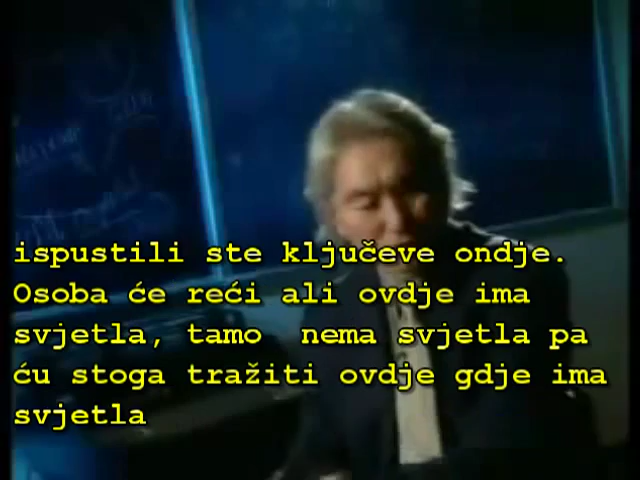 ispustili ste ključeve ondje.
Osoba će reći ali ovdje ima
svjetla, tamo  nema svjetla pa
ću stoga tražiti ovdje gdje ima
svjetla